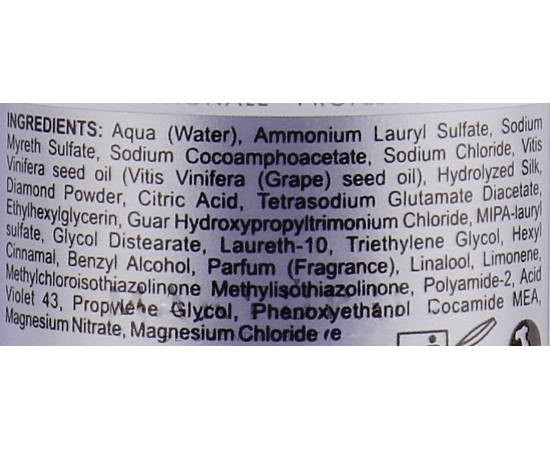 INGREDIENTS: Aqua (Water), Ammonium Lauryl Sulfate, Sodium
Myreth Sulfate, Sodium Cocoamphoacetate, Sodium Chloride, Vitis
Vinifera seed oil (Vitis Vinifera (Grape) seed oil), Hydrolyzed Silk,
Diamond Powder, Citric Acid, Tetrasodium Glutamate Diacetate,
Ethylhexylglycerin, Guar Hydroxypropyltrimonium Chloride, MIPA-lauryl
sulfate, Glycol Distearate, Laureth-10, Triethylene Glycol, Hexyl
Cinnamal, Benzyl Alcohol, Parfum (Fragrance), Linalool, Limonene,
Methylchloroisothiazolinone Methylisothiazolinone, Polyamide-2, Acid
Violet 43, Propylene Glycol, Phenoxyethanol Cocamide MEA,
Magnesium Nitrate, Magnesium Chloride re